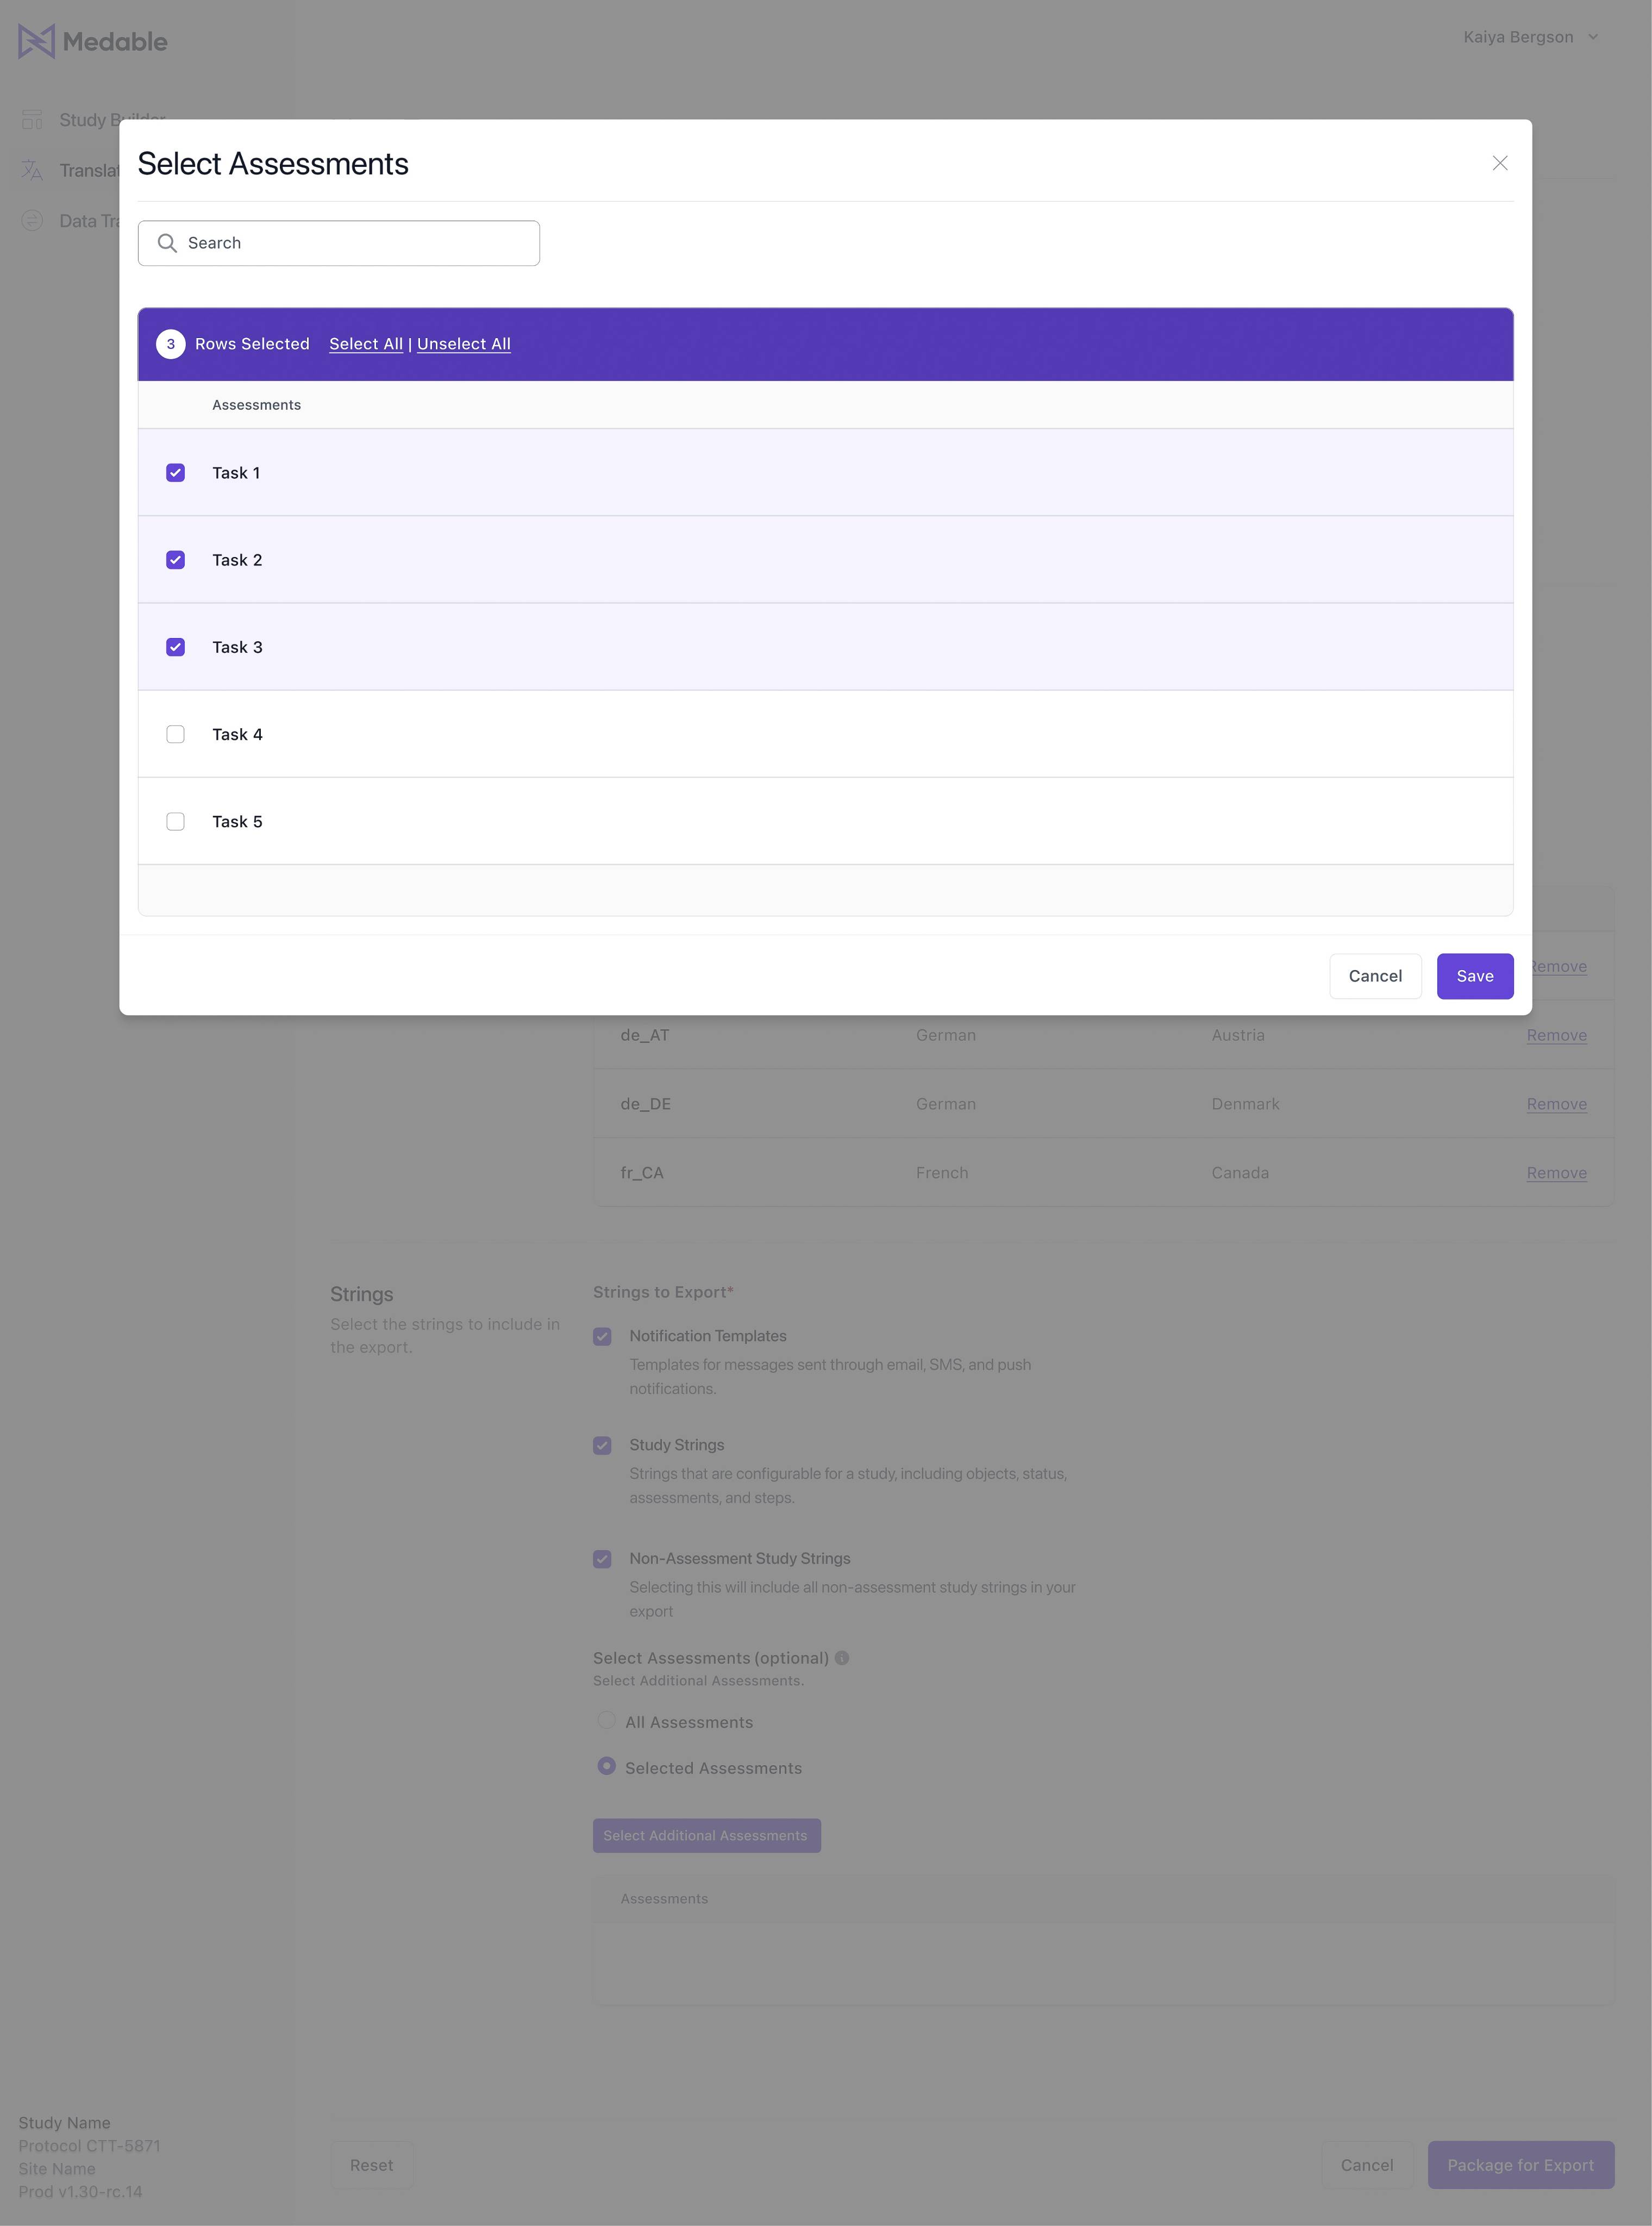 Medable
Kaiya Bergson
Study Builder
Select Assessments
Search
3 Rows Selected Select All | Unselect All
Assessments
Task 1
Task 2
Task 3
Task 4
Task 5
Cancel Save
Remove
de_AT German Austria Remove
de_DE German Denmark Remove
fr_CA French Canada Remove
Strings
Select the strings to include in
the export.
Strings to Export*
Notification Templates
Templates for messages sent through email, SMS, and push
notifications.
Study Strings
Strings that are configurable for a study, including objects, status,
assessments, and steps.
Non-Assessment Study Strings
Selecting this will include all non-assessment study strings in your
export
Select Assessments (optional)
Select Additional Assessments.
All Assessments
Selected Assessments
Select Additional Assessments
Assessments
Study Name
Protocol CTT-5871
Site Name
Prod v1.30-rc.14
Reset Cancel Package for Export